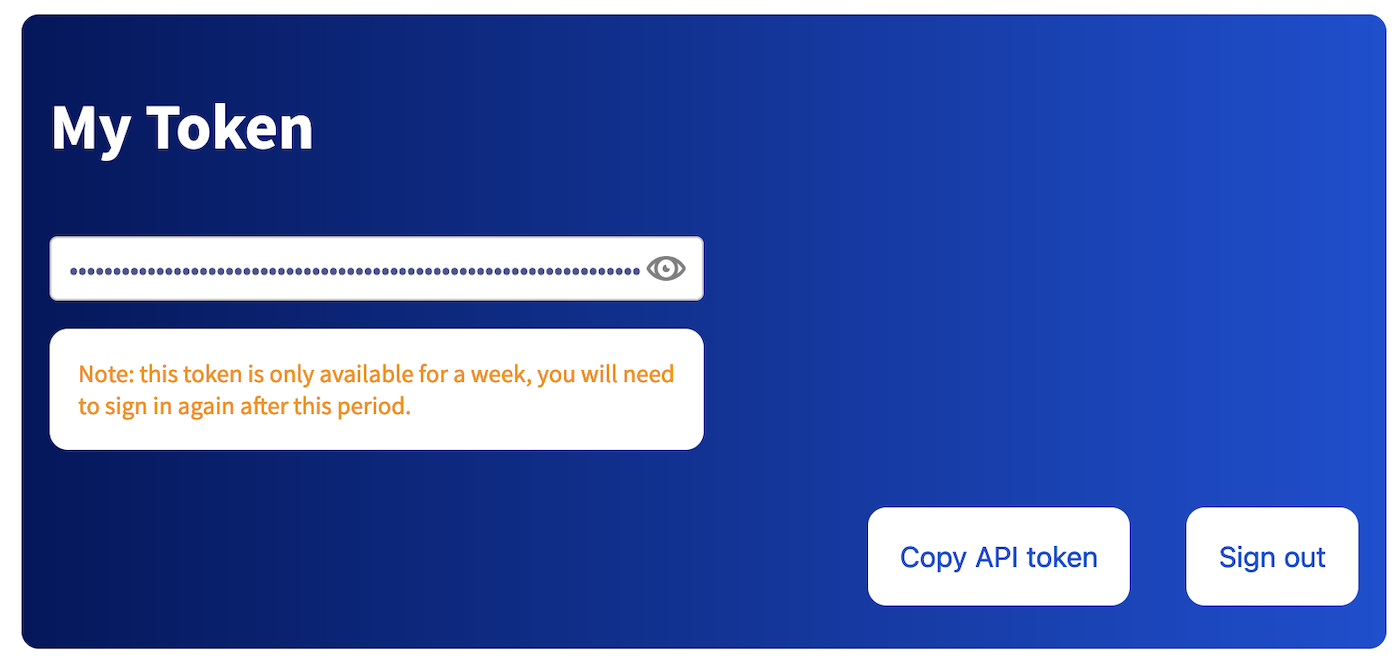 My Token
Note: this token is only available for a week, you will need
to sign in again after this period.
Copy API token
Sign out